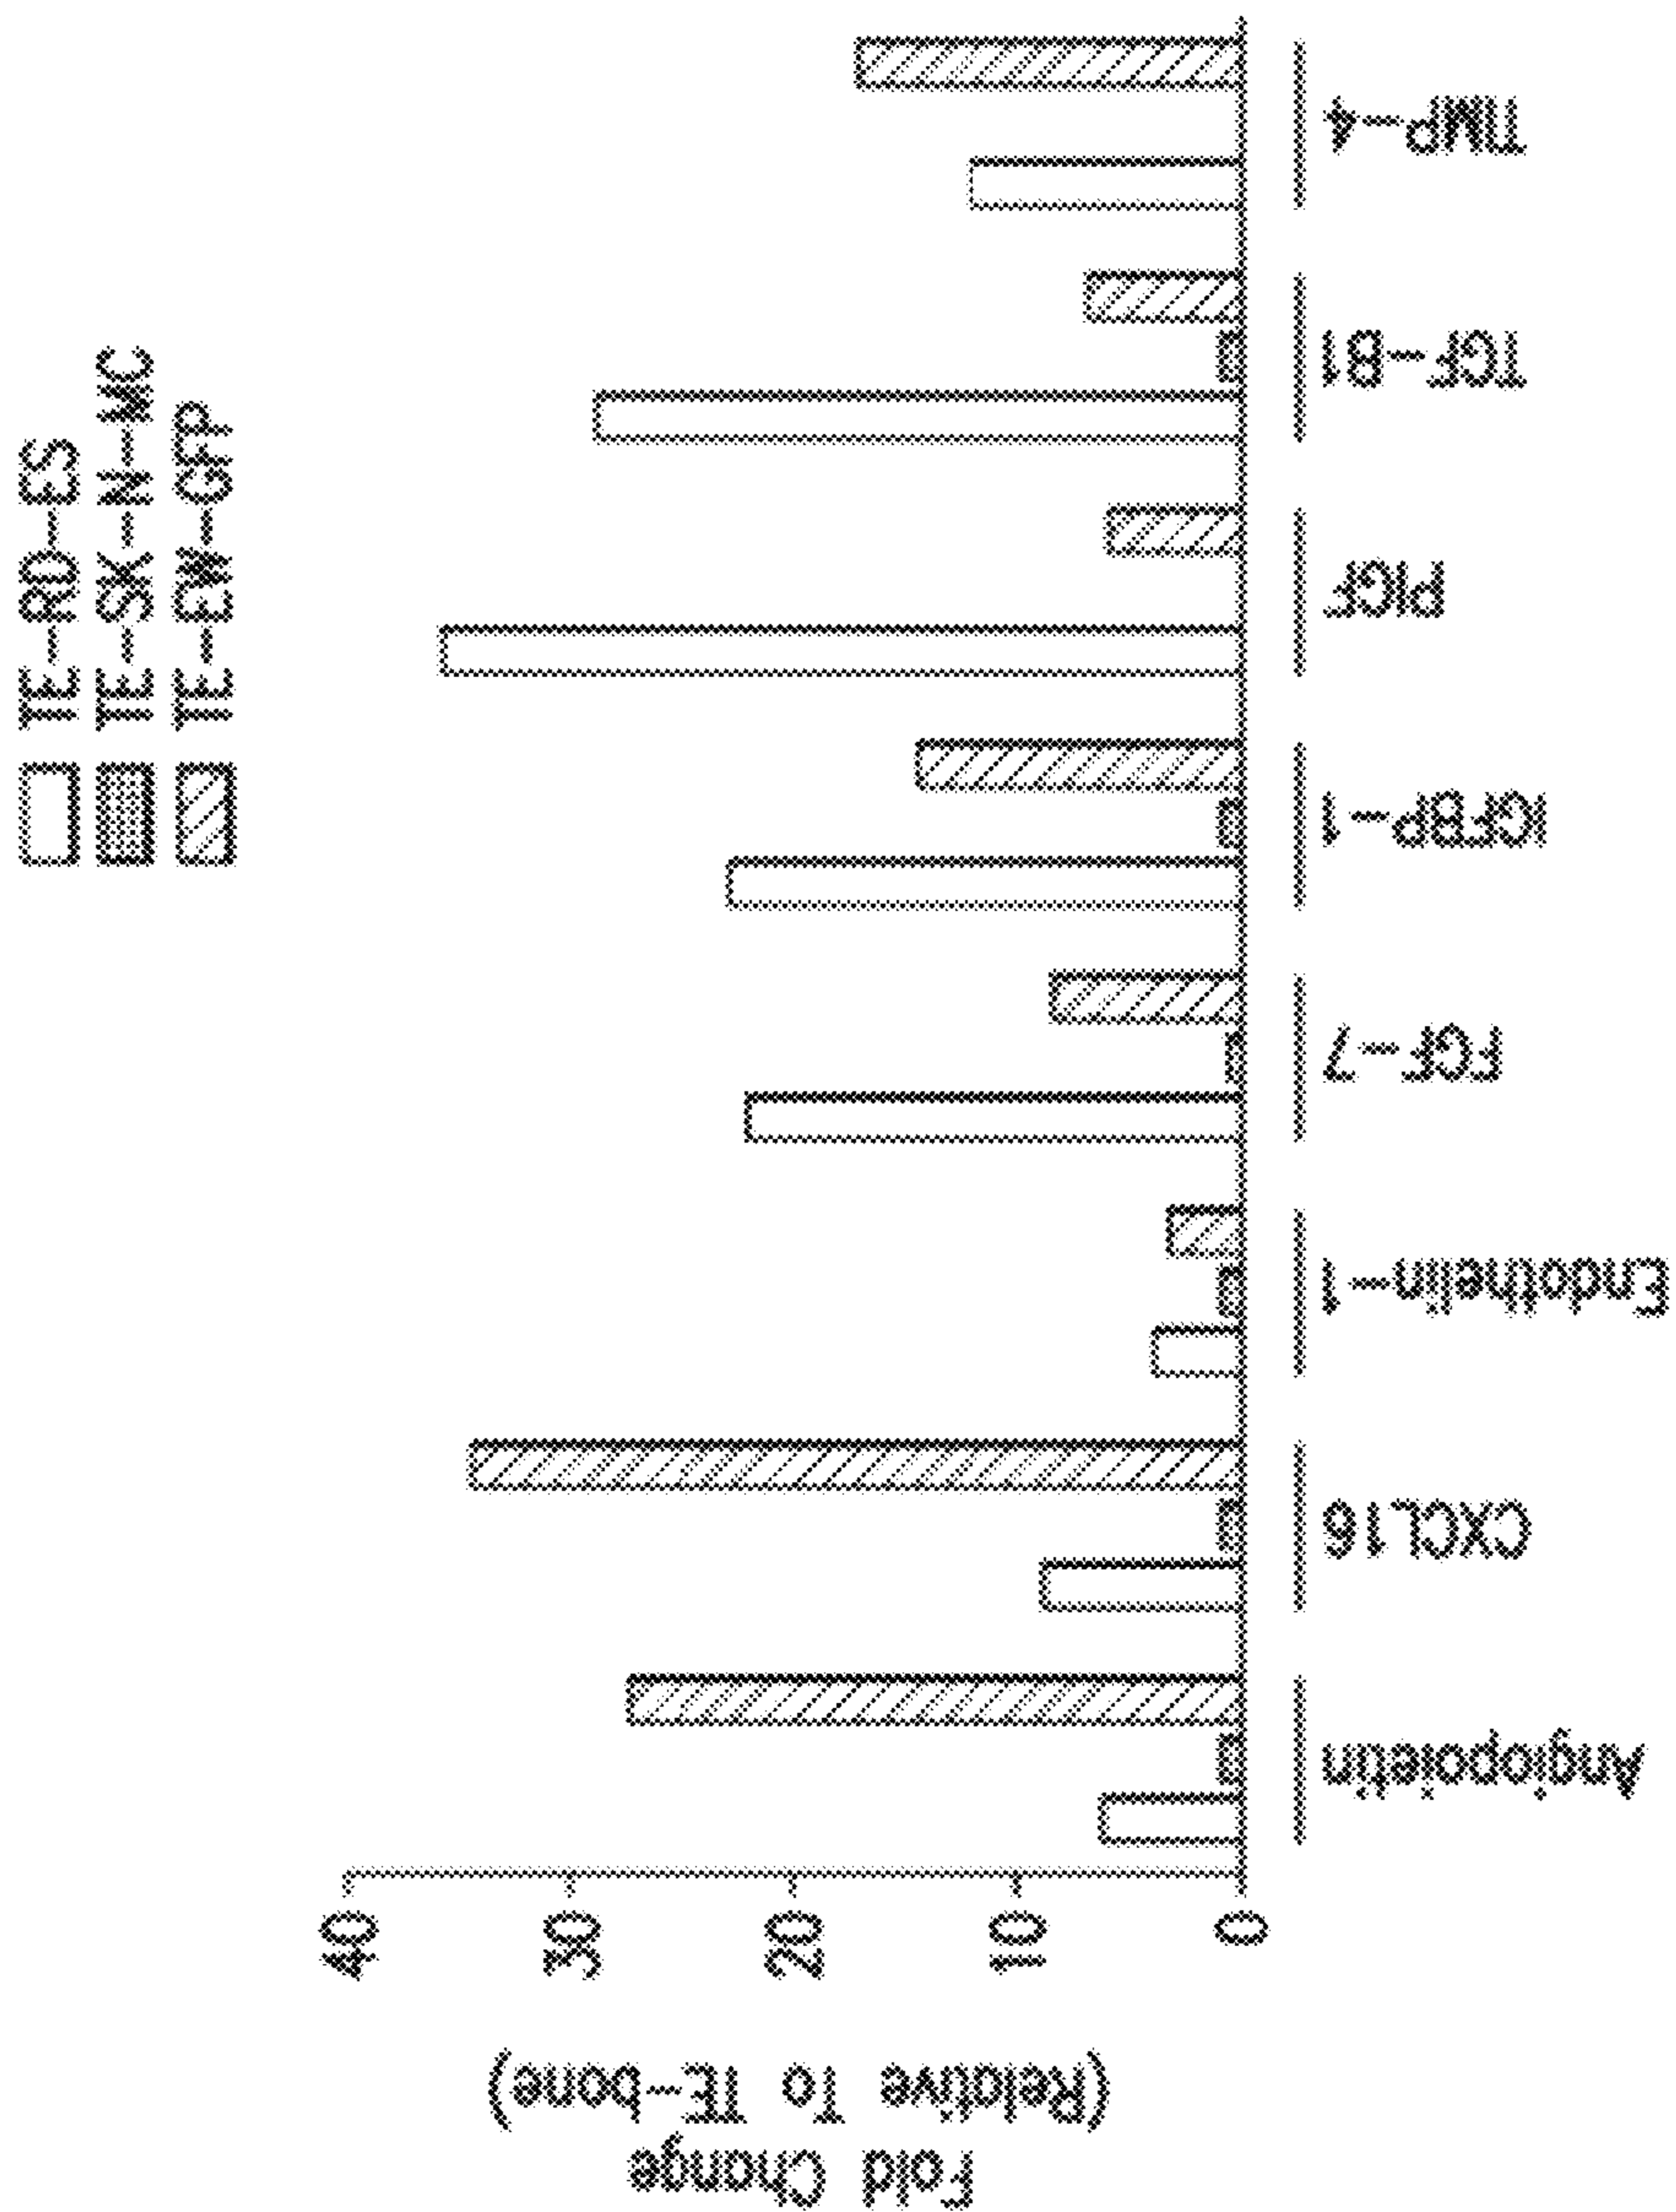 TE-RD-ES
TE-SK-N-MC
TE-EW-GFP
Fold Change
(Relative To TE-bone)
40
30
20
10
0
Angiopoietin
CXCL16
Endothelin-1
FGF-7
IGFBP-1
PIGF
TGF-B1
TIMP-4